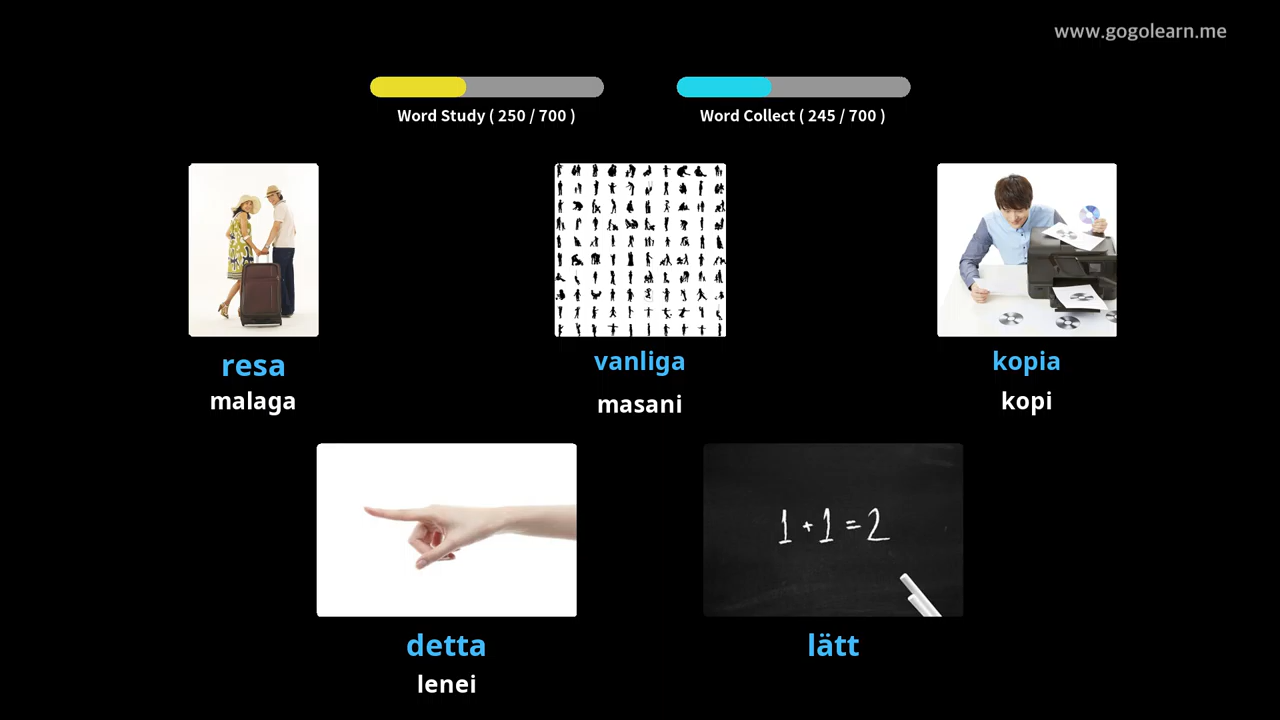 www.gogolearn.me
Word Study ( 250 / 700 )
Word Collect ( 245 / 700 )
resa
malaga
vanliga
masani
kopia
kopi
1 + 1 = 2
detta
lenei
lätt